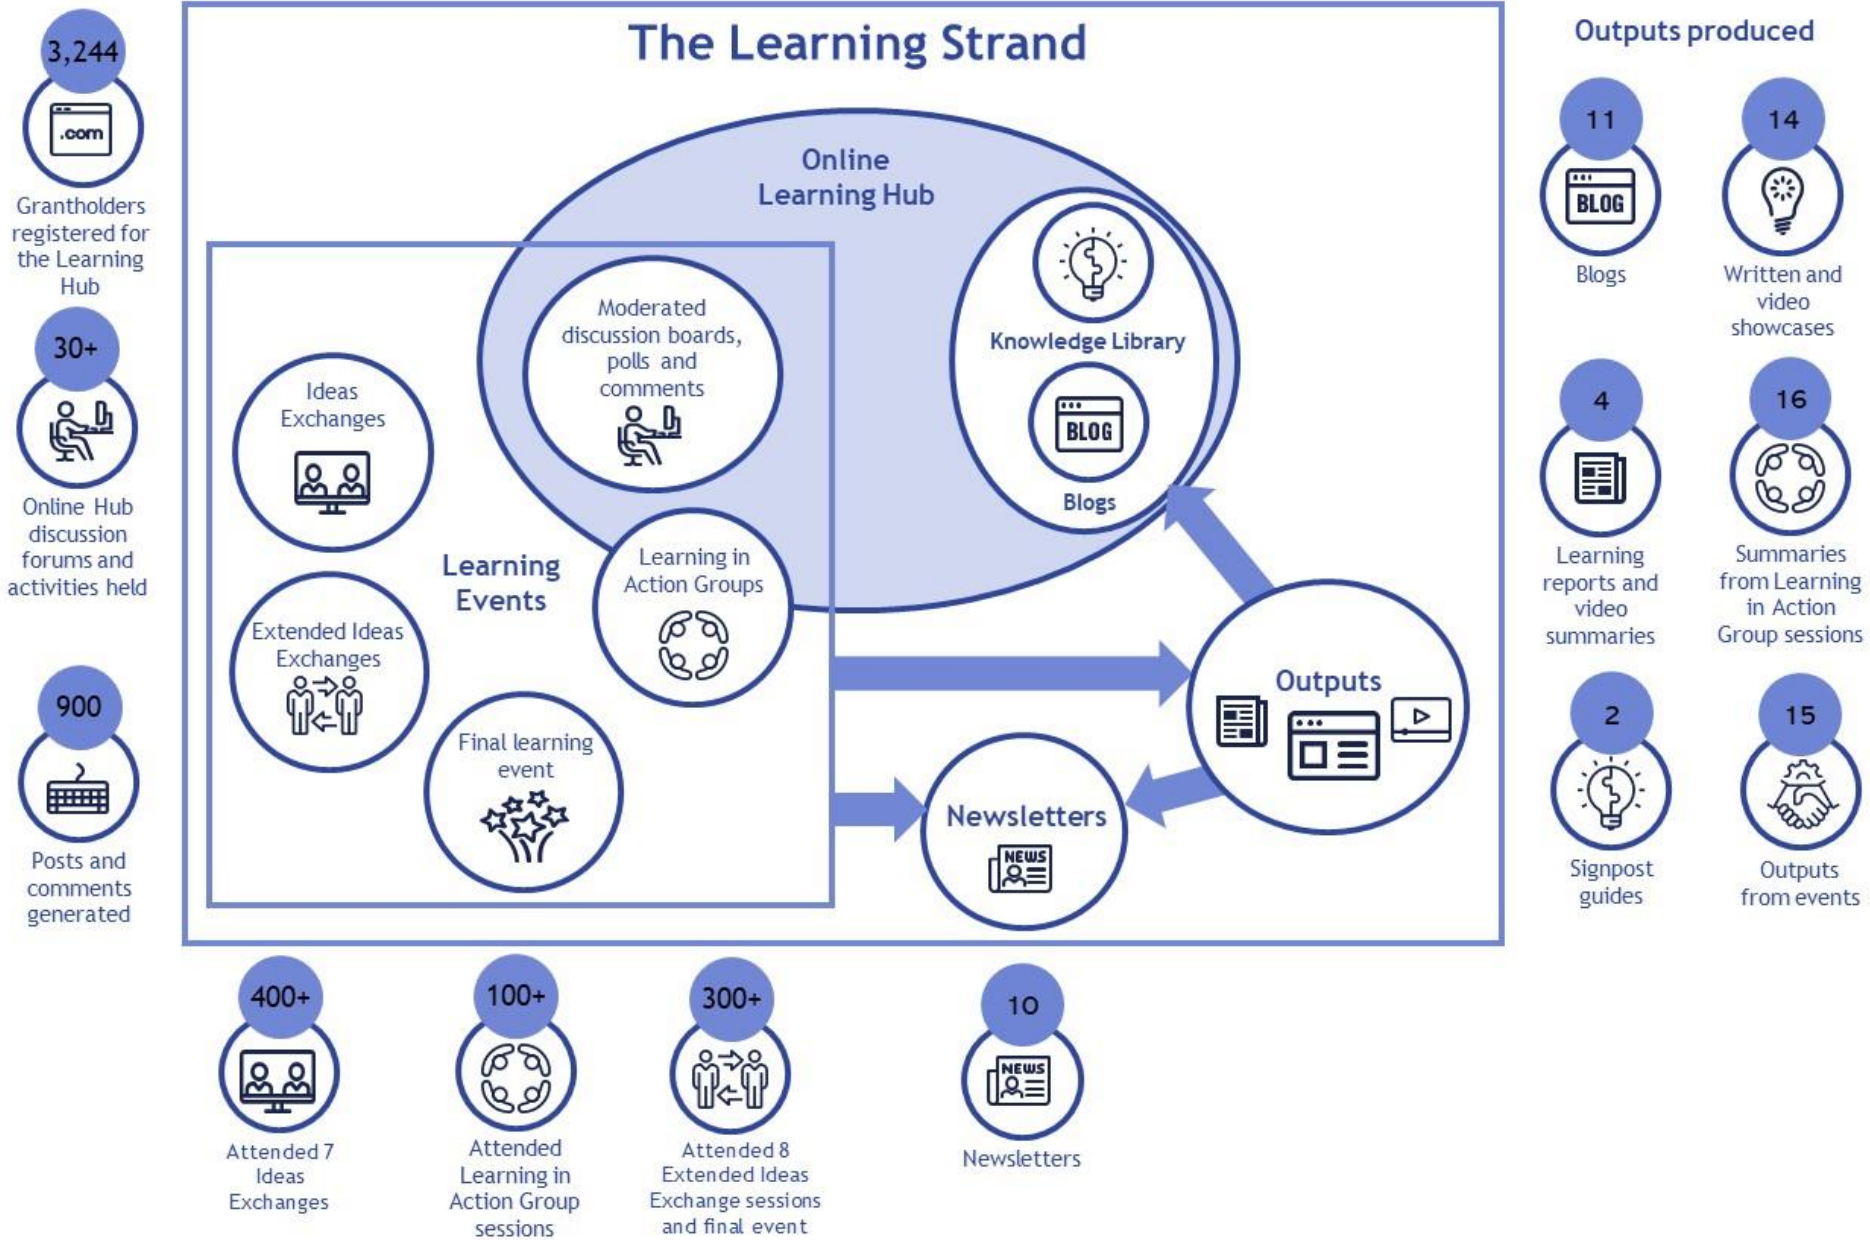 The Learning Strand
3,244
.com
Grantholders
registered for
the Learning
Hub
30+
Online Hub
discussion
forums and
activities held
900
Posts and
comments
generated
Online
Learning Hub
Moderated
discussion boards,
polls and
comments
Knowledge Library
BLOG
Blogs
Ideas
Exchanges
Learning
Events
Learning in
Action Groups
Extended Ideas
Exchanges
Final learning
event
Outputs
Newsletters
NEWS
Outputs produced
11
BLOG
Blogs
14
Written and
video
showcases
4
Learning
reports and
video
summaries
16
Summaries
from Learning
in Action
Group sessions
2
Signpost
guides
15
Outputs
from events
400+
Attended 7
Ideas
Exchanges
100+
Attended
Learning in
Action Group
sessions
300+
Attended 8
Extended Ideas
Exchange sessions
and final event
10
NEWS
Newsletters